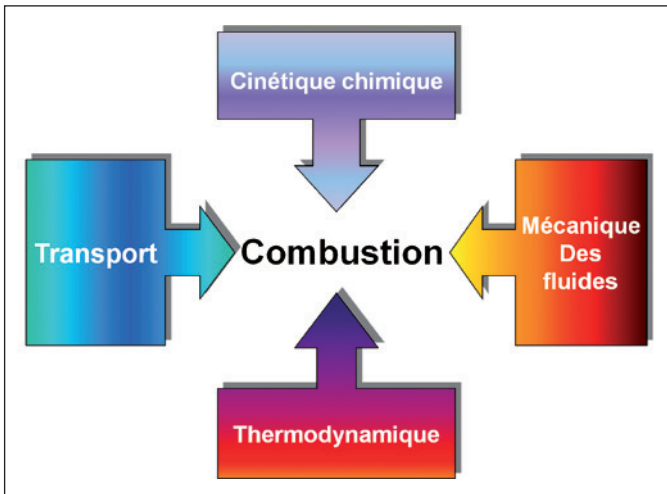 Cinétique chimique
Transport
Combustion
Mécanique
Des
fluides
Thermodynamique